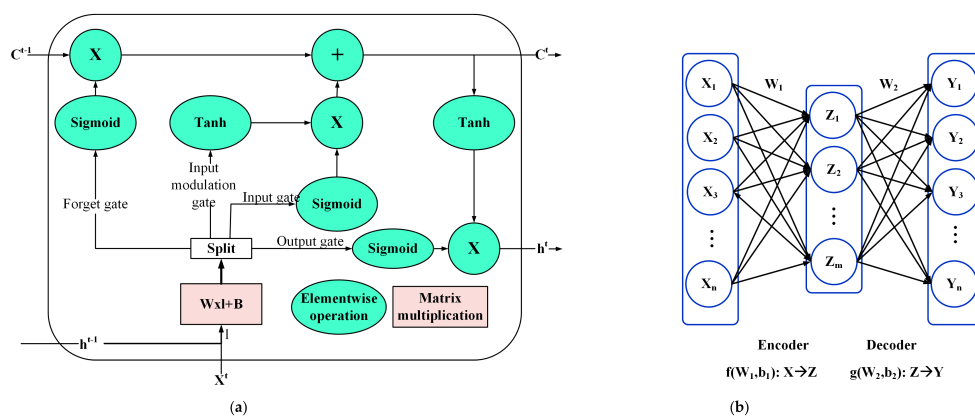 C^{t-1}
X
+
C^t
Sigmoid
Tanh
X
Tanh
Input
modulation
gate
Forget gate
Input gate
Sigmoid
Split
Output gate
Sigmoid
X
h^t
WxI+B
Elementwise
operation
Matrix
multiplication
I
h^{t-1}
X^t
(a)
X₁
W₁
W₂
Y₁
Z₁
X₂
Y₂
Z₂
X₃
Y₃
⋮
...
⋮
Zₘ
Xₙ
Yₙ
Encoder
Decoder
f(W₁,b₁): X→Z
g(W₂,b₂): Z→Y
(b)